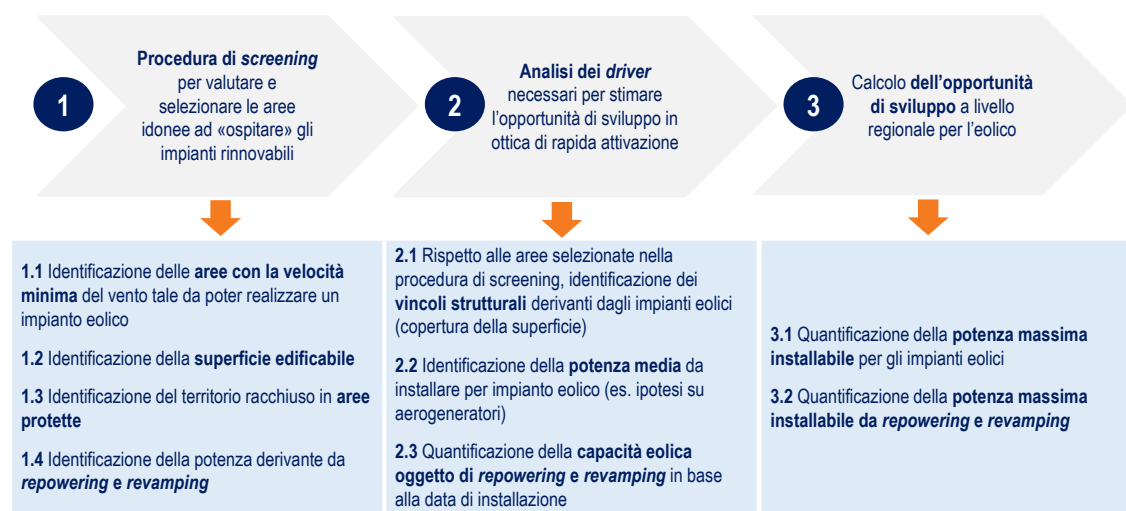 1
Procedura di screening
per valutare e
selezionare le aree
idonee ad «ospitare» gli
impianti rinnovabili
2
Analisi dei driver
necessari per stimare
l'opportunità di sviluppo in
ottica di rapida attivazione
3
Calcolo dell'opportunità
di sviluppo a livello
regionale per l'eolico
1.1 Identificazione delle aree con la velocità
minima del vento tale da poter realizzare un
impianto eolico
1.2 Identificazione della superficie edificabile
1.3 Identificazione del territorio racchiuso in aree
protette
1.4 Identificazione della potenza derivante da
repowering e revamping
2.1 Rispetto alle aree selezionate nella
procedura di screening, identificazione dei
vincoli strutturali derivanti dagli impianti eolici
(copertura della superficie)
2.2 Identificazione della potenza media da
installare per impianto eolico (es. ipotesi su
aerogeneratori)
2.3 Quantificazione della capacità eolica
oggetto di repowering e revamping in base
alla data di installazione
3.1 Quantificazione della potenza massima
installabile per gli impianti eolici
3.2 Quantificazione della potenza massima
installabile da repowering e revamping